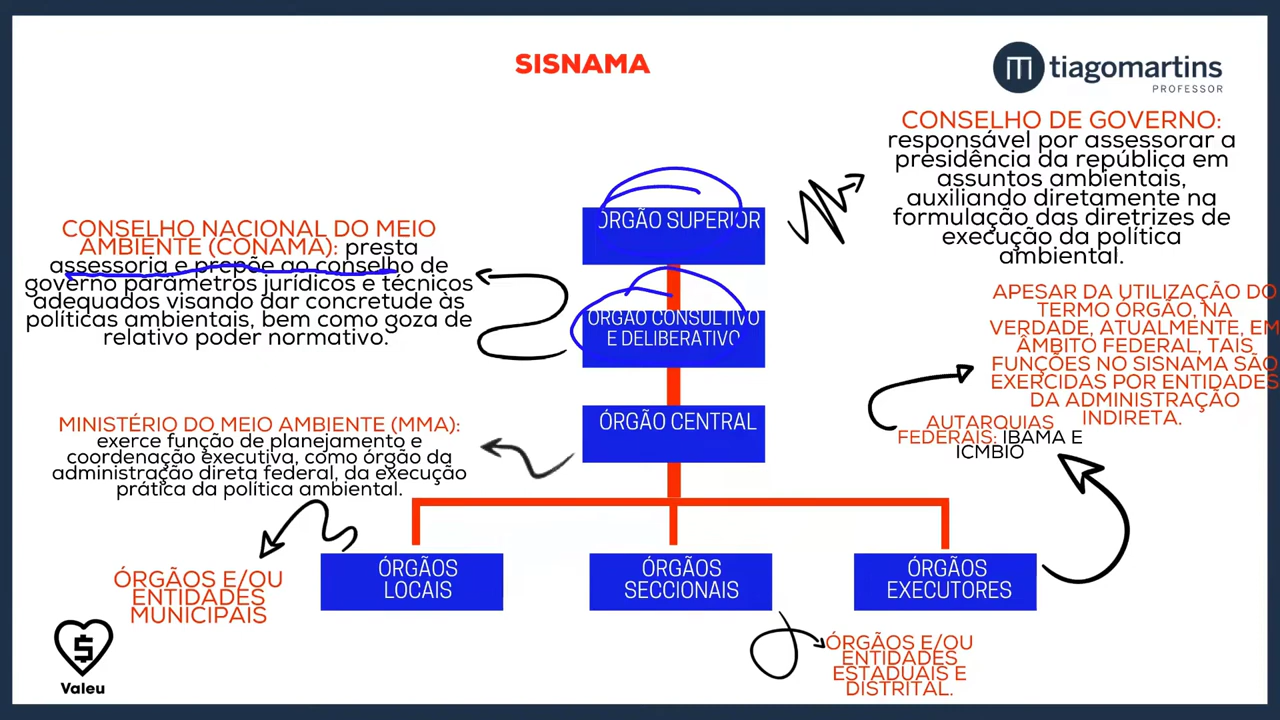 SISNAMA
tiagomartins
PROFESSOR
CONSELHO DE GOVERNO:
responsável por assessorar a
presidência da república em
assuntos ambientais,
auxiliando diretamente na
formulação das diretrizes de
execução da política
ambiental.
ÓRGÃO SUPERIOR
CONSELHO NACIONAL DO MEIO
AMBIENTE (CONAMA): presta
assessoria e propõe ao conselho de
governo parâmetros jurídicos e técnicos
adequados visando dar concretude às
políticas ambientais, bem como goza de
relativo poder normativo.
ÓRGÃO CONSULTIVO
E DELIBERATIVO
APESAR DA UTILIZAÇÃO DO
TERMO ÓRGÃO, NA
VERDADE, ATUALMENTE, EM
ÂMBITO FEDERAL, TAIS
FUNÇÕES NO SISNAMA SÃO
EXERCIDAS POR ENTIDADES
DA ADMINISTRAÇÃO
INDIRETA.
MINISTÉRIO DO MEIO AMBIENTE (MMA):
exerce função de planejamento e
coordenação executiva, como órgão da
administração direta federal, da execução
prática da política ambiental.
ÓRGÃO CENTRAL
AUTARQUIAS
FEDERAIS: IBAMA E
ICMBIO
ÓRGÃOS
LOCAIS
ÓRGÃOS
SECCIONAIS
ÓRGÃOS
EXECUTORES
ÓRGÃOS E/OU
ENTIDADES
MUNICIPAIS
ÓRGÃOS E/OU
ENTIDADES
ESTADUAIS E
DISTRITAL.
$
Valeu